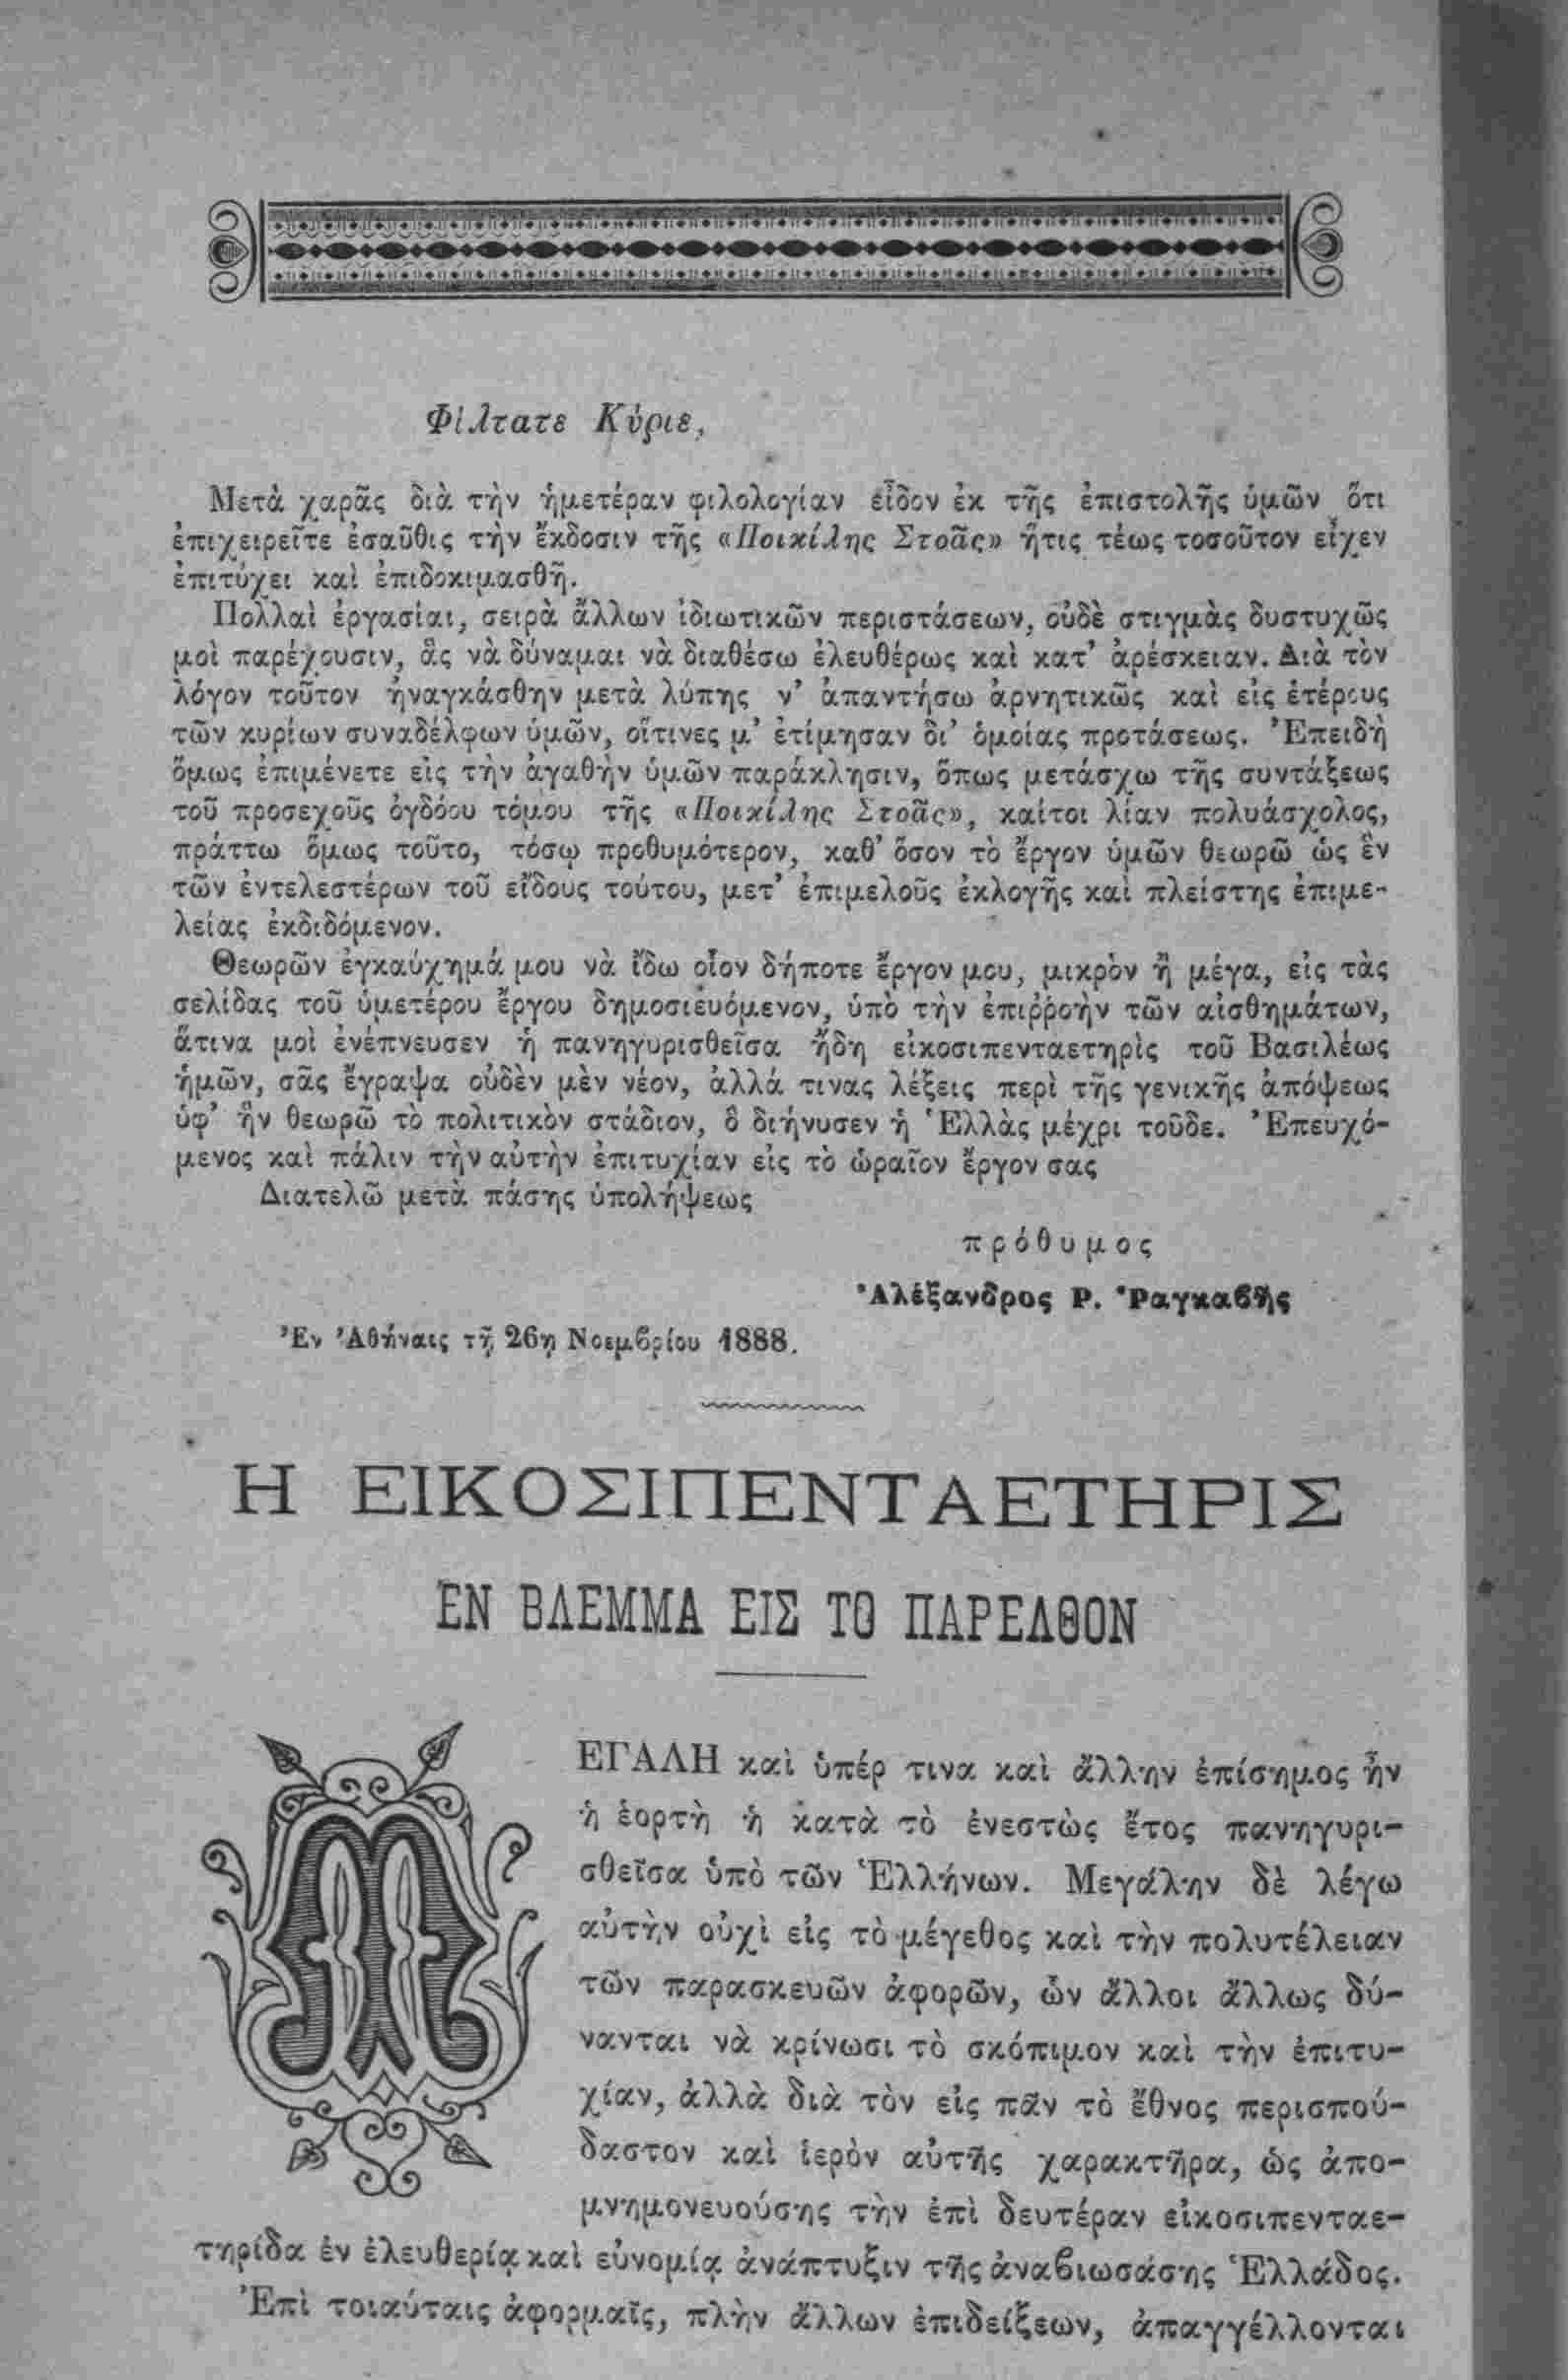 Φίλτατε Κύριε,
Μετὰ χαρᾶς διὰ τὴν ἡμετέραν φιλολογίαν εἶδον ἐκ τῆς ἐπιστολῆς ὑμῶν ὅτι
ἐπιχειρεῖτε ἐσαῦθις τὴν ἔκδοσιν τῆς «Ποικίλης Στοᾶς» ἥτις τέως τοσοῦτον εἶχεν
ἐπιτύχει καὶ ἐπιδοκιμασθῆ.
Πολλαὶ ἐργασίαι, σειρὰ ἄλλων ἰδιωτικῶν περιστάσεων, οὐδὲ στιγμὰς δυστυχῶς
μοὶ παρέχουσιν, ἃς νὰ δύναμαι νὰ διαθέσω ἐλευθέρως καὶ κατ’ ἀρέσκειαν. Διὰ τὸν
λόγον τοῦτον ἠναγκάσθην μετὰ λύπης ν’ ἀπαντήσω ἀρνητικῶς καὶ εἰς ἑτέρους
τῶν κυρίων συναδέλφων ὑμῶν, οἵτινες μ’ ἐτίμησαν δι’ ὁμοίας προτάσεως. Ἐπειδὴ
ὅμως ἐπιμένετε εἰς τὴν ἀγαθὴν ὑμῶν παράκλησιν, ὅπως μετάσχω τῆς συντάξεως
τοῦ προσεχοῦς ὀγδόου τόμου τῆς «Ποικίλης Στοᾶς», καίτοι λίαν πολυάσχολος,
πράττω ὅμως τοῦτο, τόσῳ προθυμότερον, καθ’ ὅσον τὸ ἔργον ὑμῶν θεωρῶ ὡς ἓν
τῶν ἐντελεστέρων τοῦ εἴδους τούτου, μετ’ ἐπιμελοῦς ἐκλογῆς καὶ πλείστης ἐπιμε-
λείας ἐκδιδόμενον.
Θεωρῶν ἐγκαύχημά μου νὰ ἴδω οἷον δήποτε ἔργον μου, μικρὸν ἢ μέγα, εἰς τὰς
σελίδας τοῦ ὑμετέρου ἔργου δημοσιευόμενον, ὑπὸ τὴν ἐπιῤῥοὴν τῶν αἰσθημάτων,
ἅτινα μοὶ ἐνέπνευσεν ἡ πανηγυρισθεῖσα ἤδη εἰκοσιπενταετηρὶς τοῦ Βασιλέως
ἡμῶν, σᾶς ἔγραψα οὐδὲν μὲν νέον, ἀλλά τινας λέξεις περὶ τῆς γενικῆς ἀπόψεως
ὑφ’ ἣν θεωρῶ τὸ πολιτικὸν στάδιον, ὃ διήνυσεν ἡ Ἑλλὰς μέχρι τοῦδε. Ἐπευχό-
μενος καὶ πάλιν τὴν αὐτὴν ἐπιτυχίαν εἰς τὸ ὡραῖον ἔργον σας
Διατελῶ μετὰ πάσης ὑπολήψεως
πρόθυμος
Ἀλέξανδρος Ρ. Ῥαγκαβῆς
Ἐν Ἀθήναις τῇ 26ῃ Νοεμβρίου 1888.
Η ΕΙΚΟΣΙΠΕΝΤΑΕΤΗΡΙΣ
ἛΝ ΒΛΕΜΜΑ ΕΙΣ ΤΟ ΠΑΡΕΛΘΟΝ
ΜΕΓΑΛΗ καὶ ὑπέρ τινα καὶ ἄλλην ἐπίσημος ἦν
ἡ ἑορτὴ ἡ κατὰ τὸ ἐνεστὼς ἔτος πανηγυρι-
σθεῖσα ὑπὸ τῶν Ἑλλήνων. Μεγάλην δὲ λέγω
αὐτὴν οὐχὶ εἰς τὸ μέγεθος καὶ τὴν πολυτέλειαν
τῶν παρασκευῶν ἀφορῶν, ὧν ἄλλοι ἄλλως δύ-
νανται νὰ κρίνωσι τὸ σκόπιμον καὶ τὴν ἐπιτυ-
χίαν, ἀλλὰ διὰ τὸν εἰς πᾶν τὸ ἔθνος περισπού-
δαστον καὶ ἱερὸν αὐτῆς χαρακτῆρα, ὡς ἀπο-
μνημονευούσης τὴν ἐπὶ δευτέραν εἰκοσιπενταε-
τηρίδα ἐν ἐλευθερίᾳ καὶ εὐνομίᾳ ἀνάπτυξιν τῆς ἀναβιωσάσης Ἑλλάδος.
Ἐπὶ τοιαύταις ἀφορμαῖς, πλὴν ἄλλων ἐπιδείξεων, ἀπαγγέλλονται